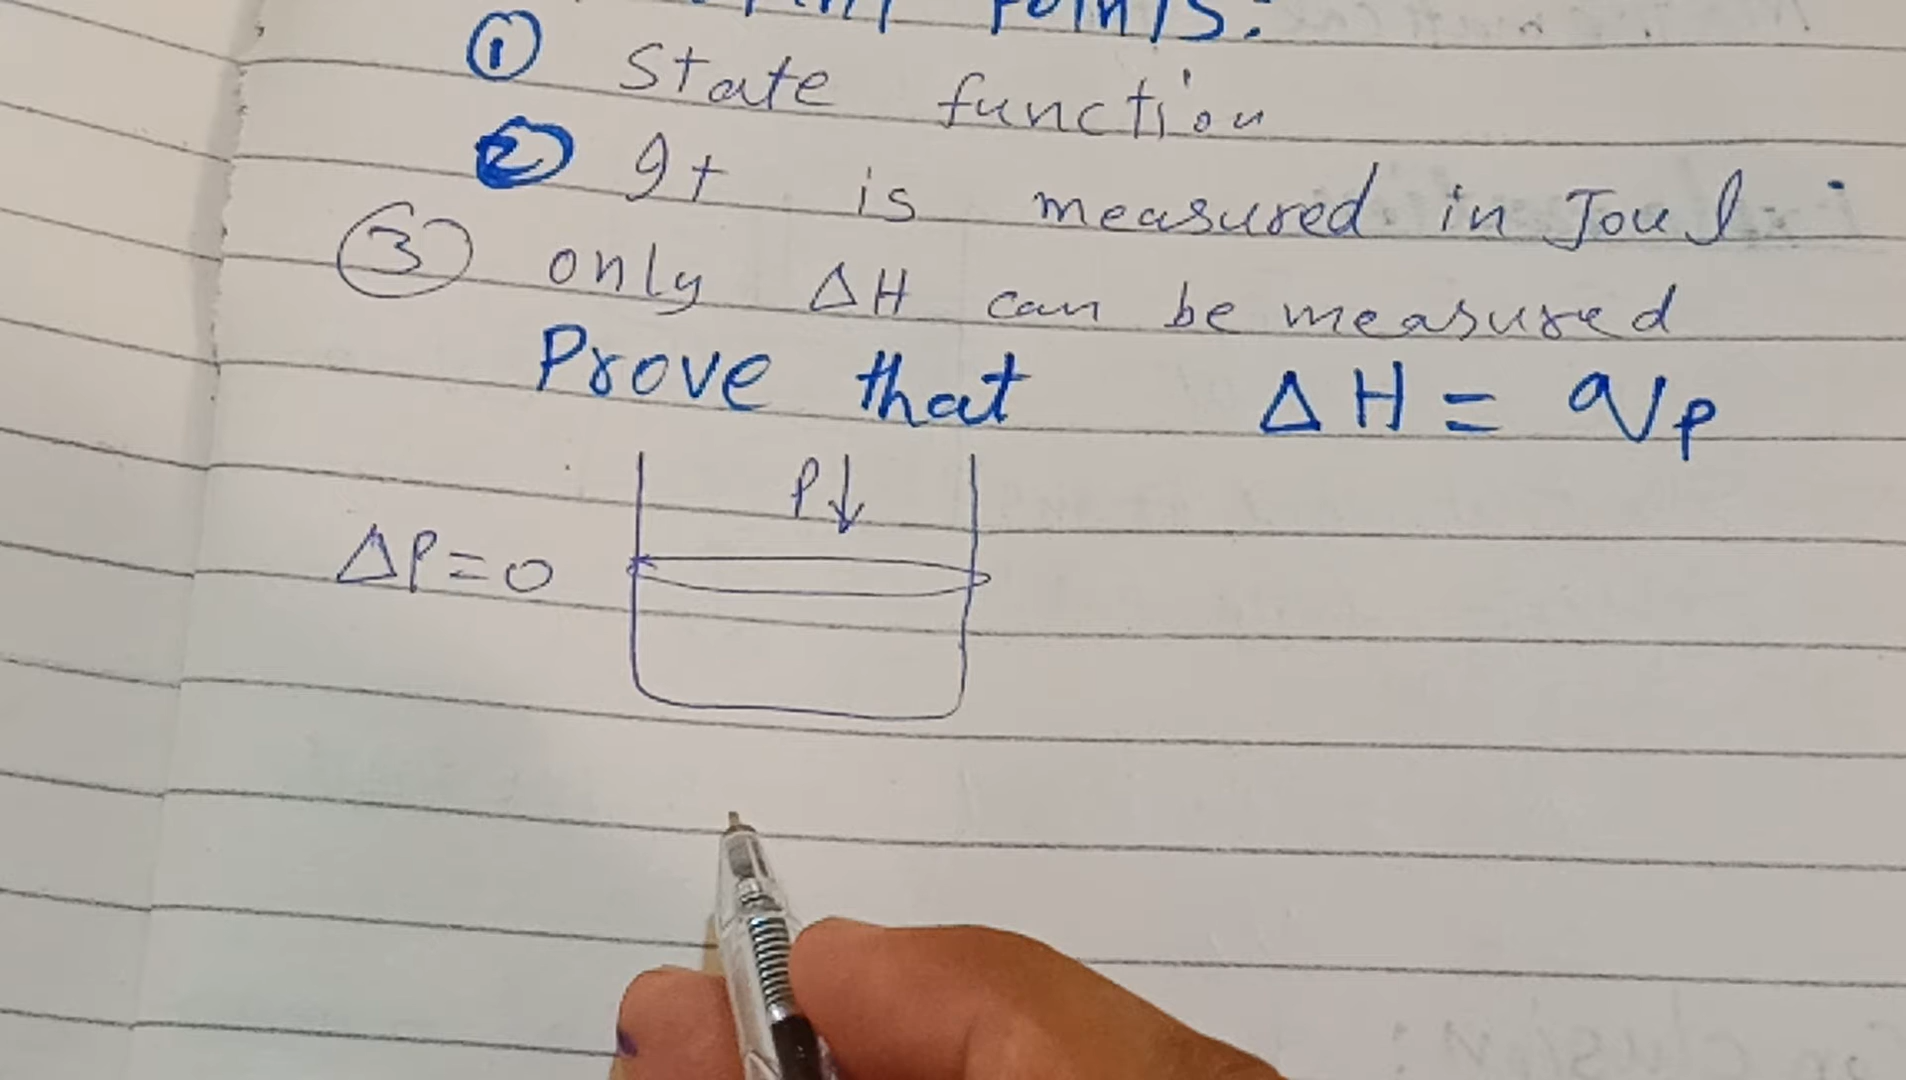 Points:
① State function
② It is measured in Joul.
③ only ΔH can be measured
Prove that ΔH = qp
P↓
ΔP=0